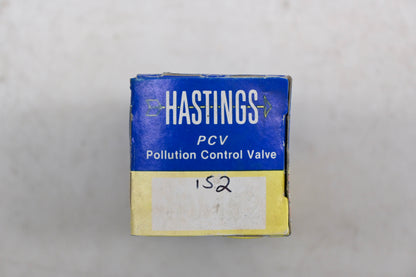 HASTINGS
PCV
Pollution Control Valve
152